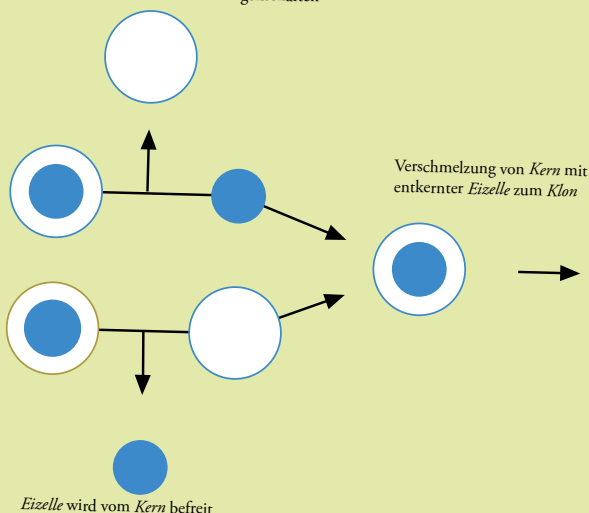 Verschmelzung von Kern mit
entkernter Eizelle zum Klon
Eizelle wird vom Kern befreit